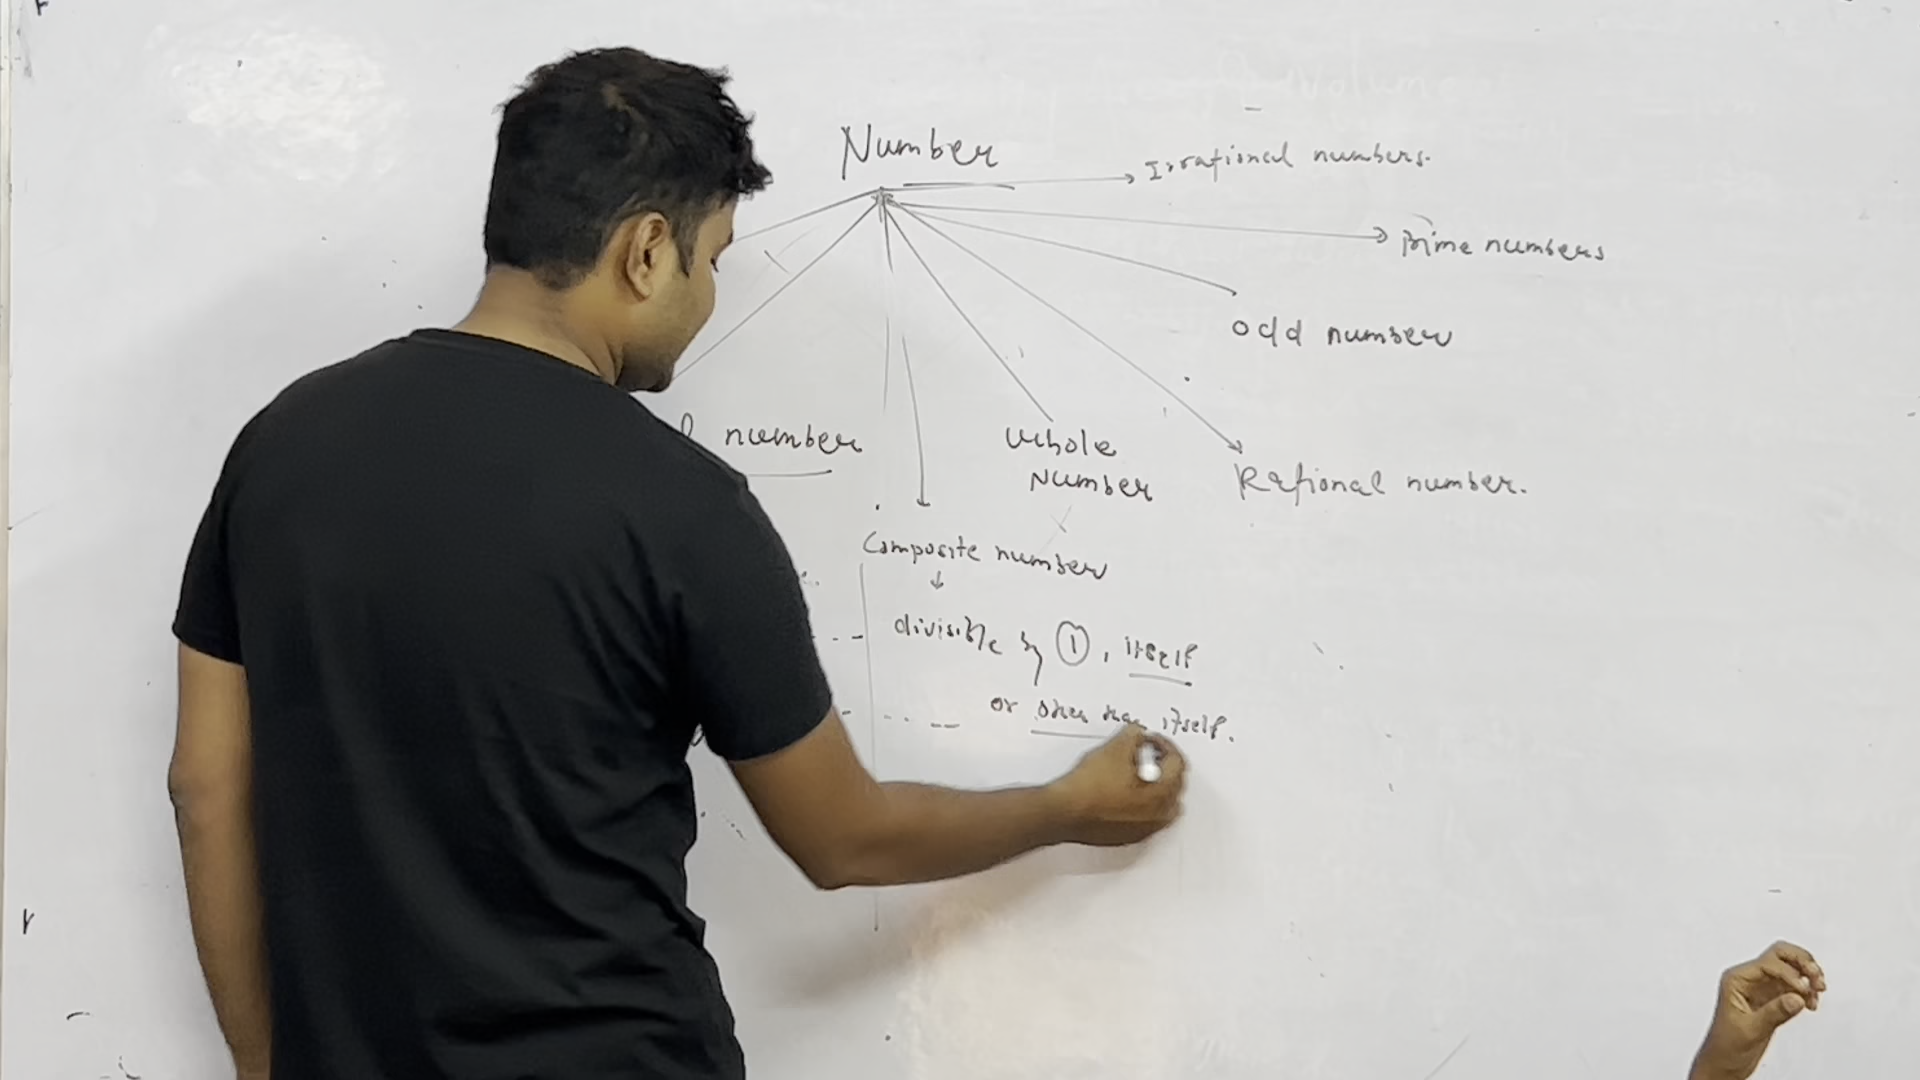 Number
Irrational numbers.
Prime numbers
odd number
number
Whole
Number
Rational number.
Composite number
divisible by 1, itself
or other than itself.